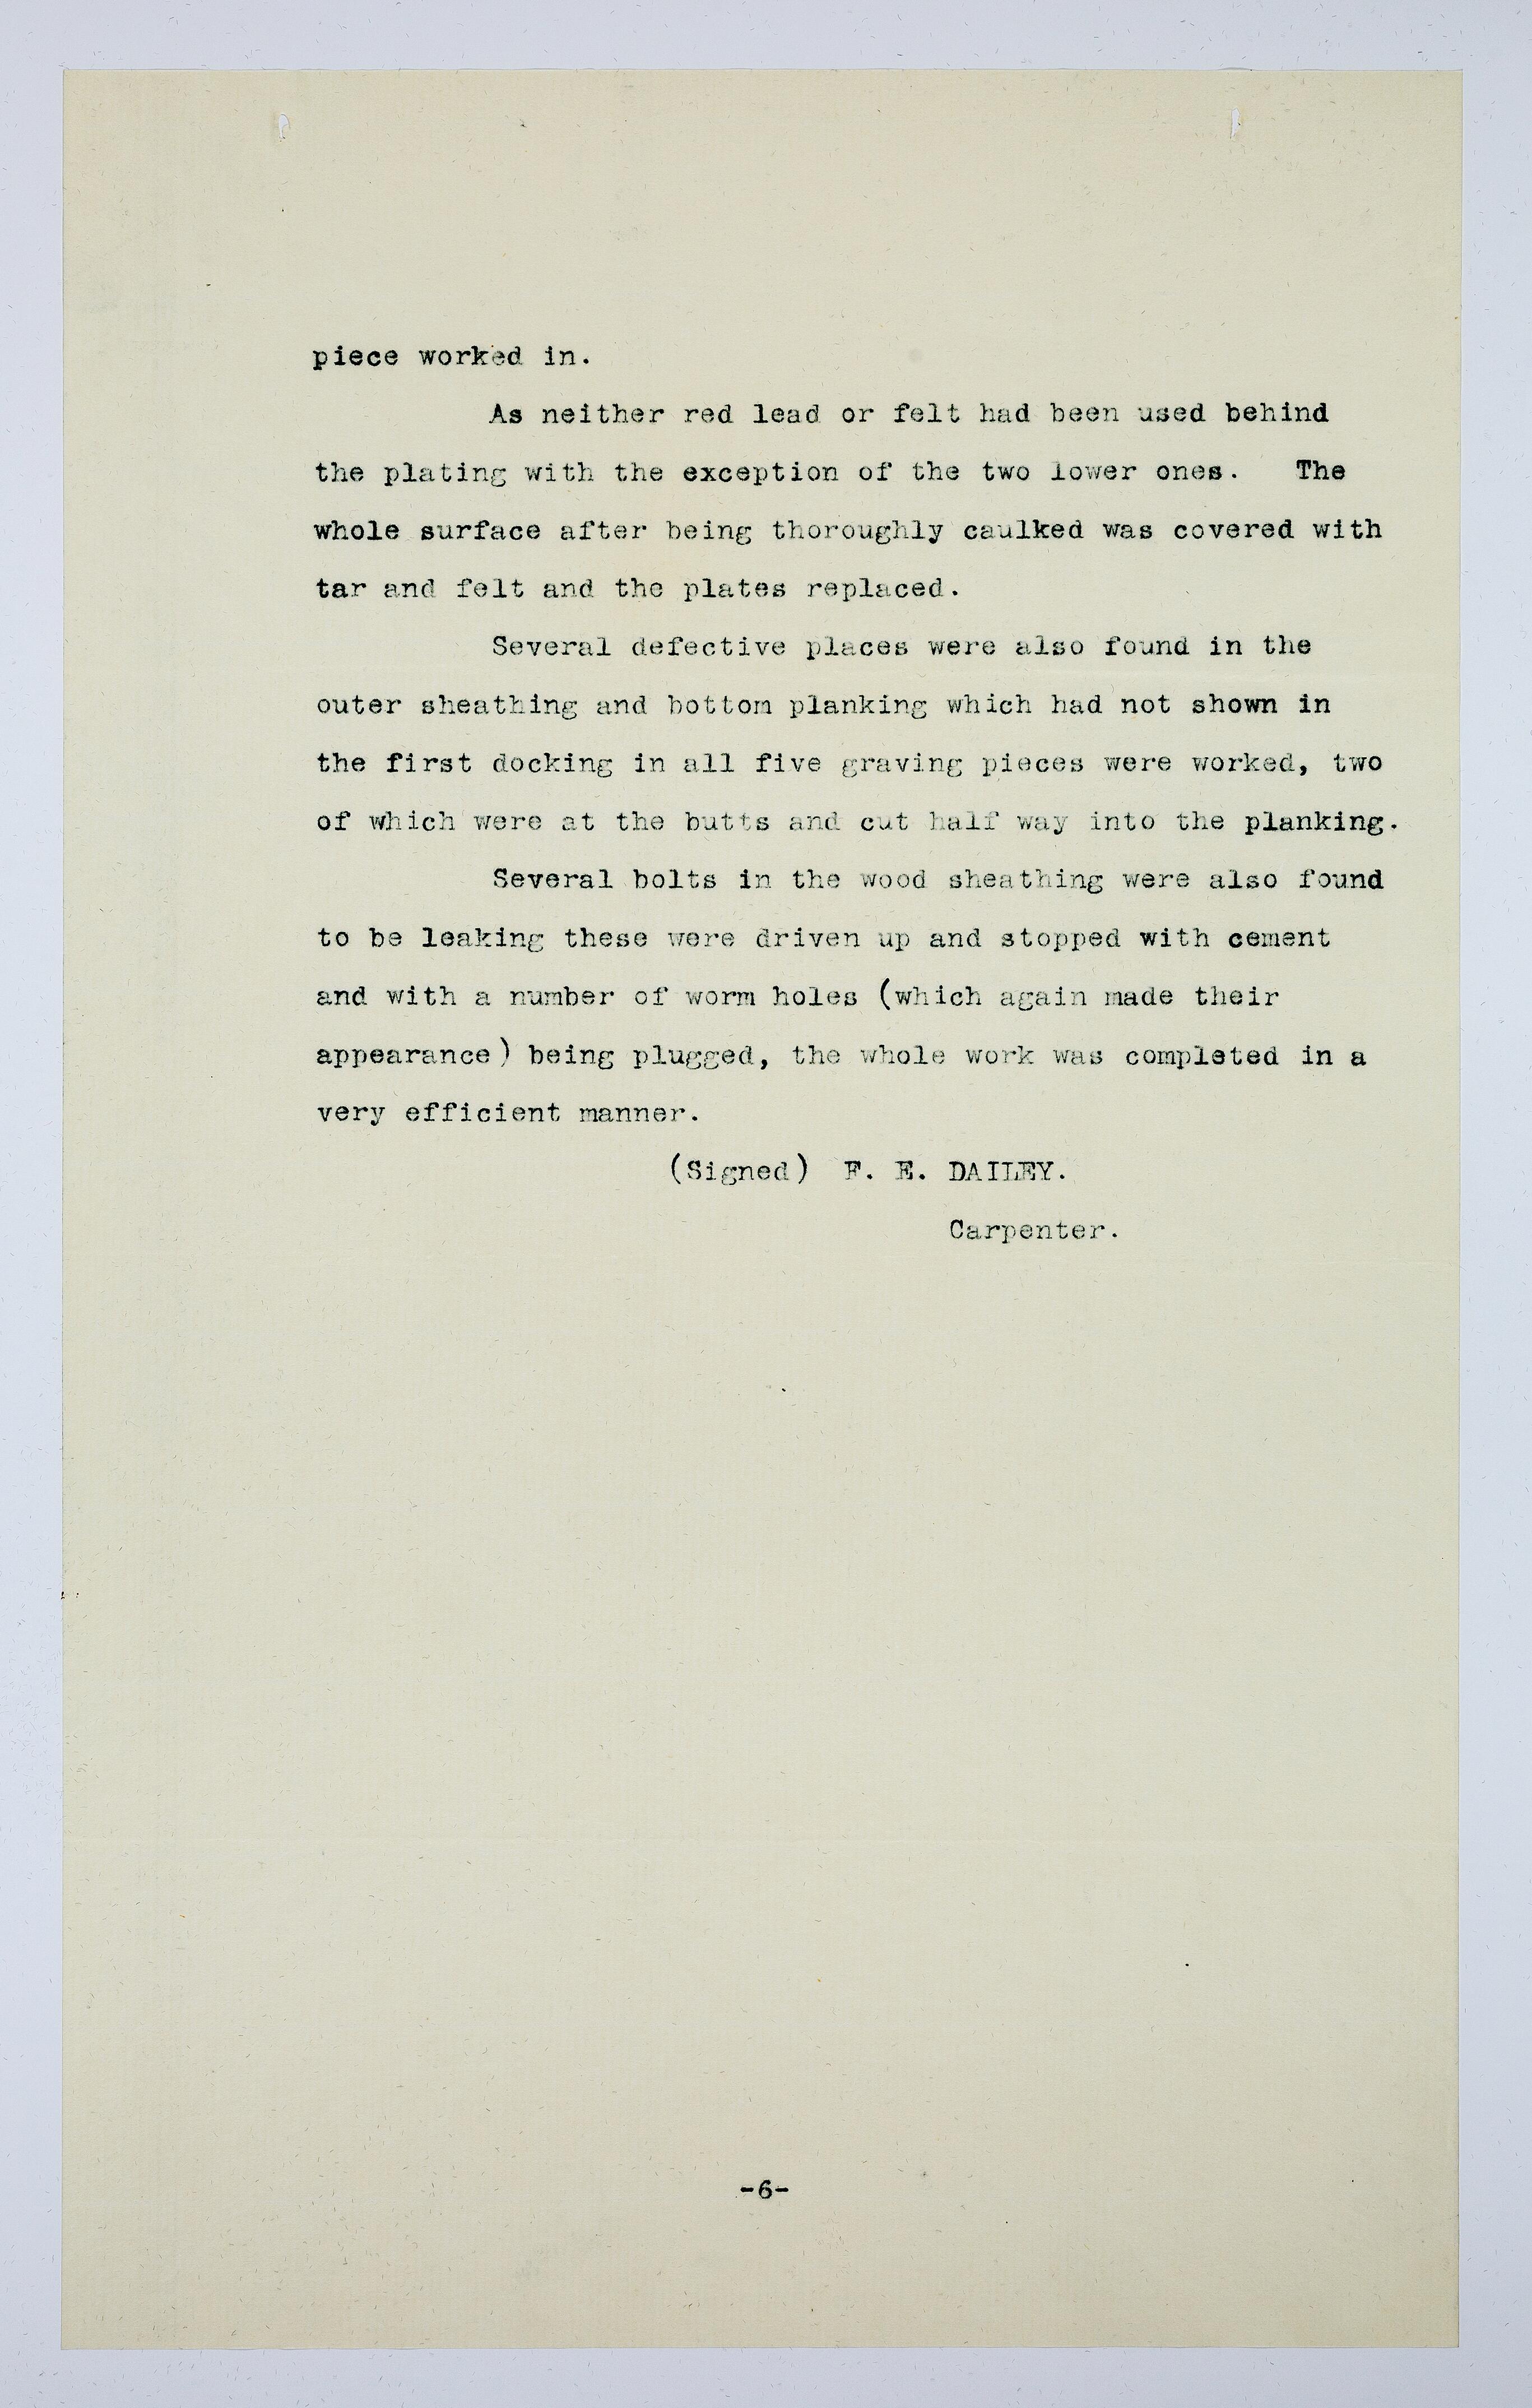 piece worked in.
As neither red lead or felt had been used behind
the plating with the exception of the two lower ones. The
whole surface after being thoroughly caulked was covered with
tar and felt and the plates replaced.
Several defective places were also found in the
outer sheathing and bottom planking which had not shown in
the first docking in all five graving pieces were worked, two
of which were at the butts and cut half way into the planking.
Several bolts in the wood sheathing were also found
to be leaking these were driven up and stopped with cement
and with a number of worm holes (which again made their
appearance) being plugged, the whole work was completed in a
very efficient manner.
(Signed) F. E. DAILEY.
Carpenter.
-6-